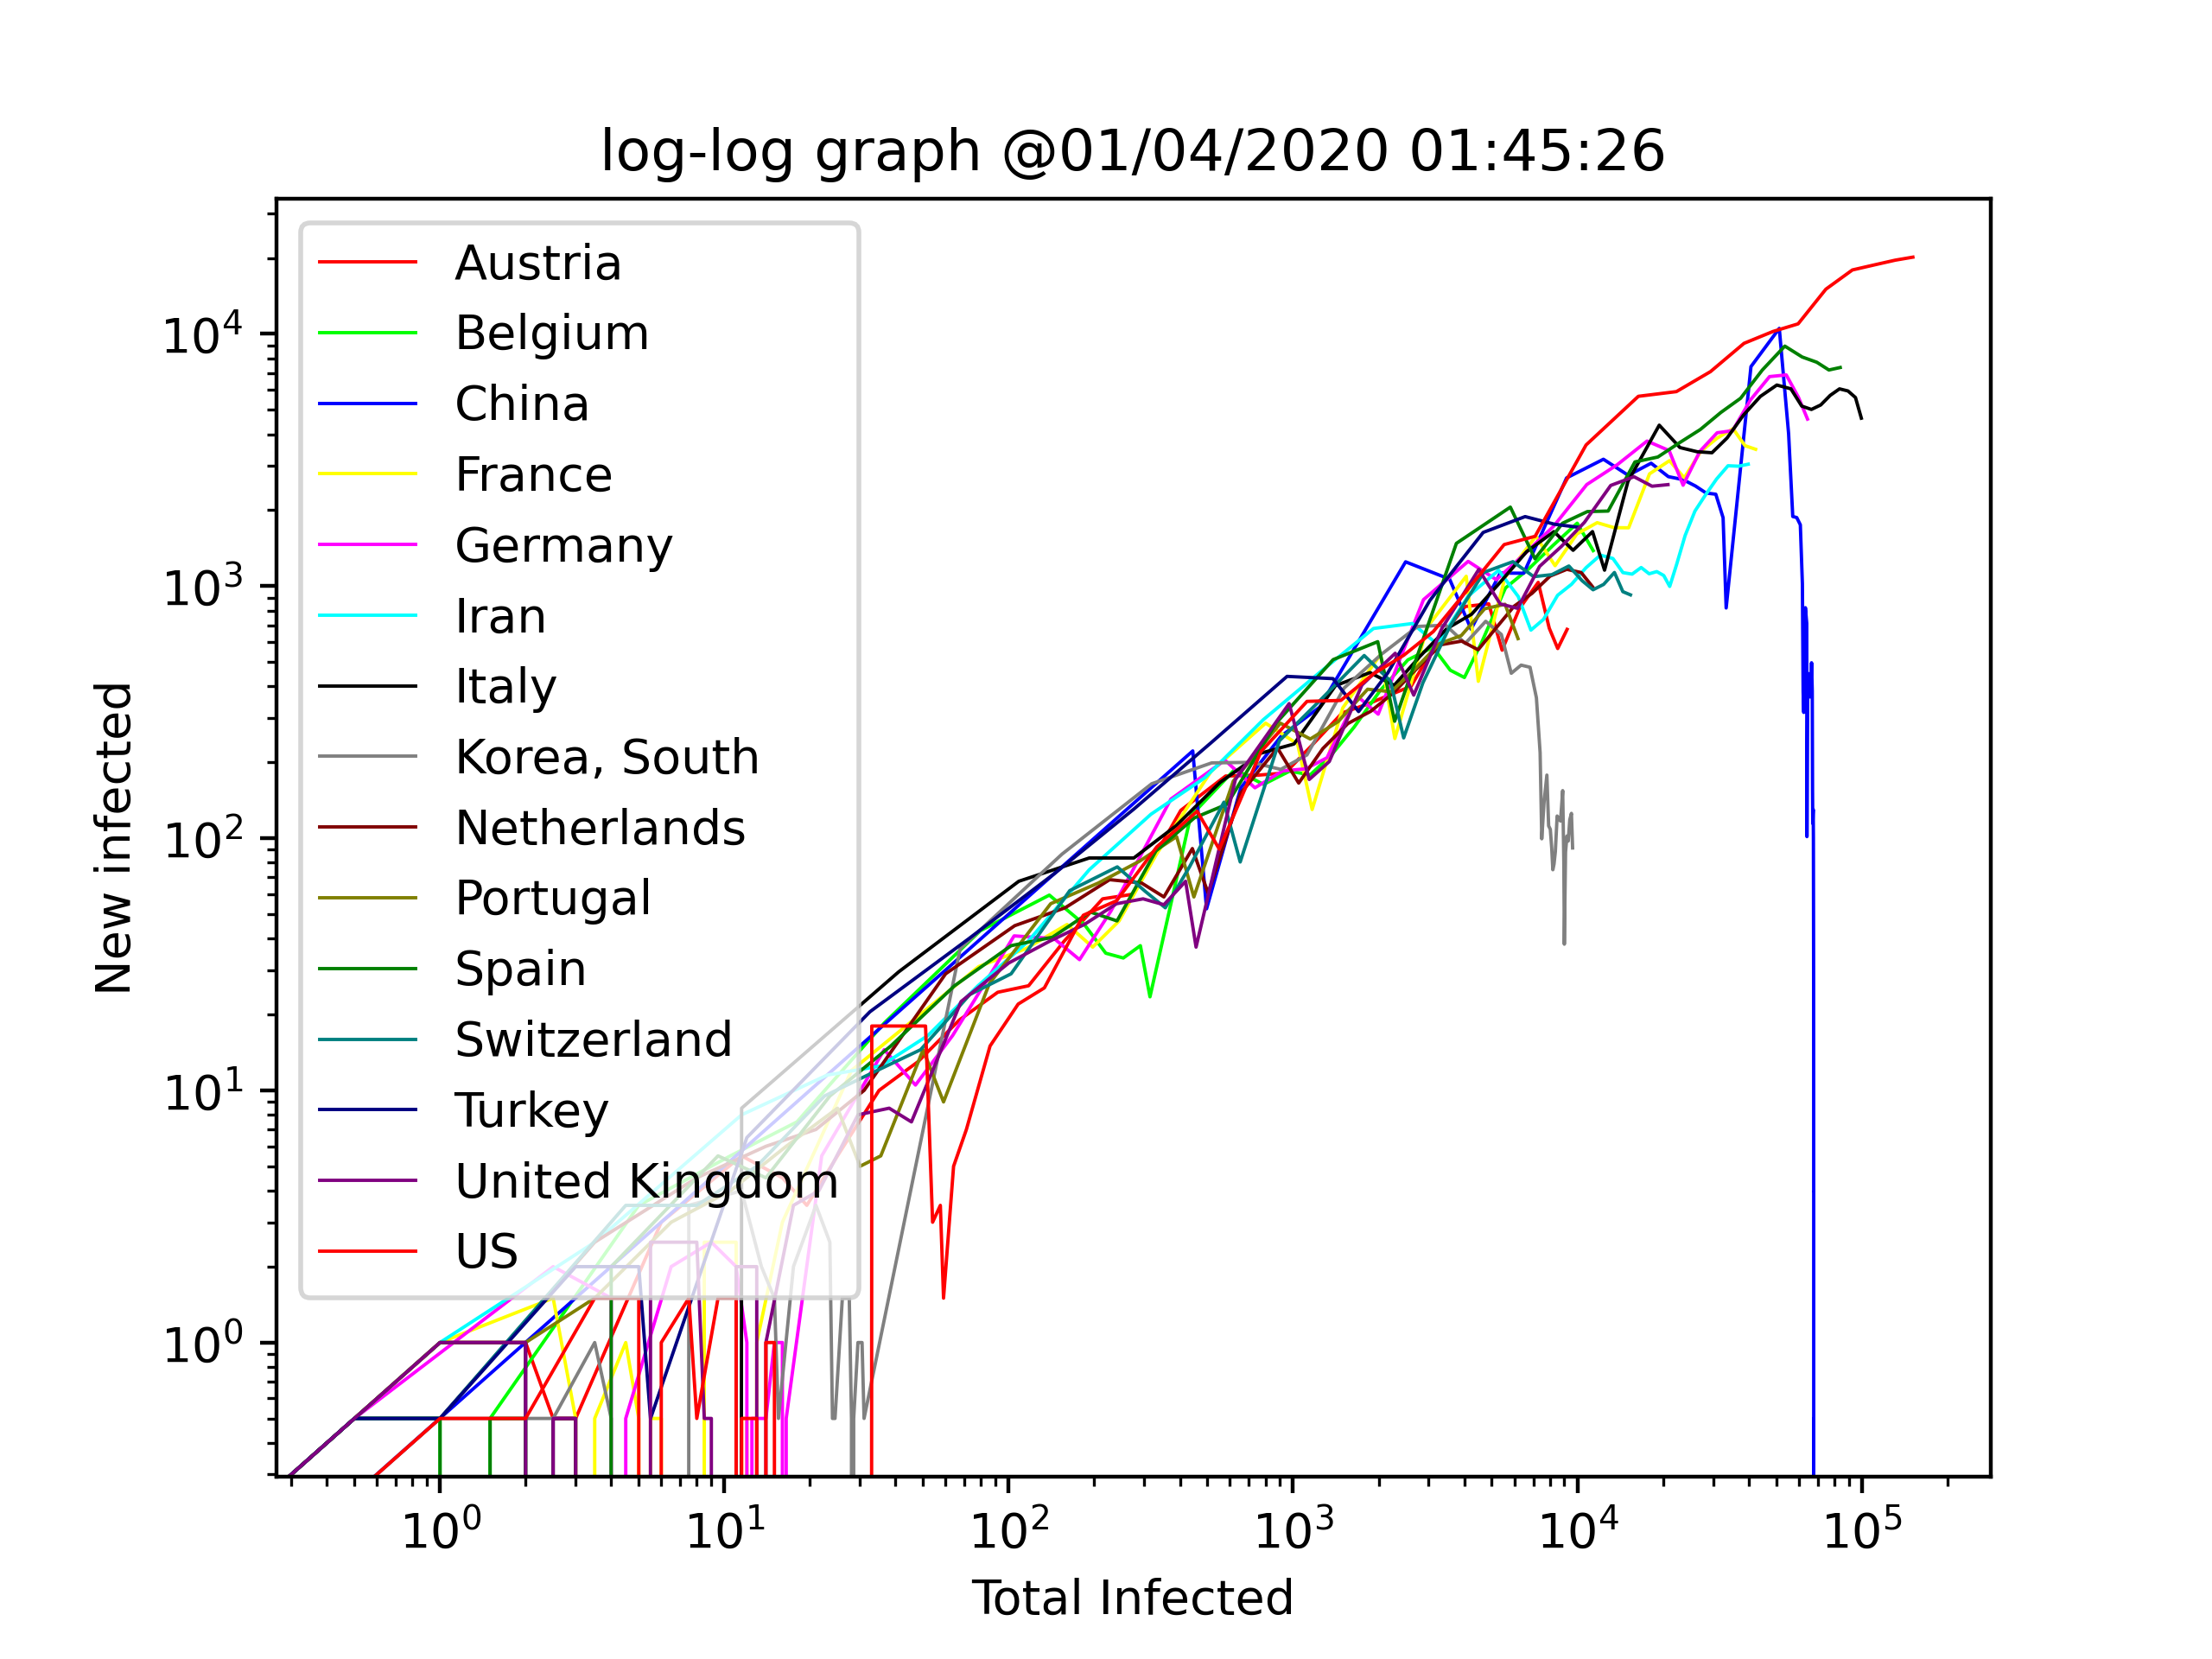 log-log graph @01/04/2020 01:45:26
Austria
Belgium
China
France
Germany
Iran
Italy
Korea, South
Netherlands
Portugal
Spain
Switzerland
Turkey
United Kingdom
US
New infected
10⁴
10³
10²
10¹
10⁰
10⁰ 10¹ 10² 10³ 10⁴ 10⁵
Total Infected